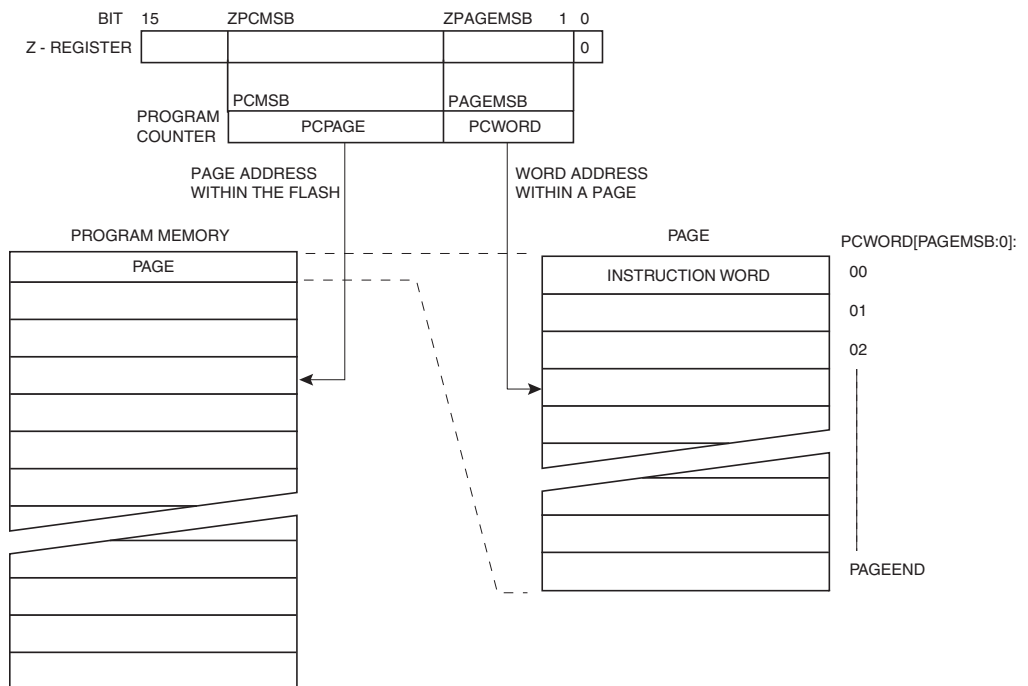 BIT 15 ZPCMSB ZPAGEMSB 1 0
Z - REGISTER 0
PCMSB PAGEMSB
PROGRAM
COUNTER
PCPAGE PCWORD
PAGE ADDRESS
WITHIN THE FLASH
WORD ADDRESS
WITHIN A PAGE
PROGRAM MEMORY
PAGE
PAGE
PCWORD[PAGEMSB:0]:
INSTRUCTION WORD
00
01
02
PAGEEND